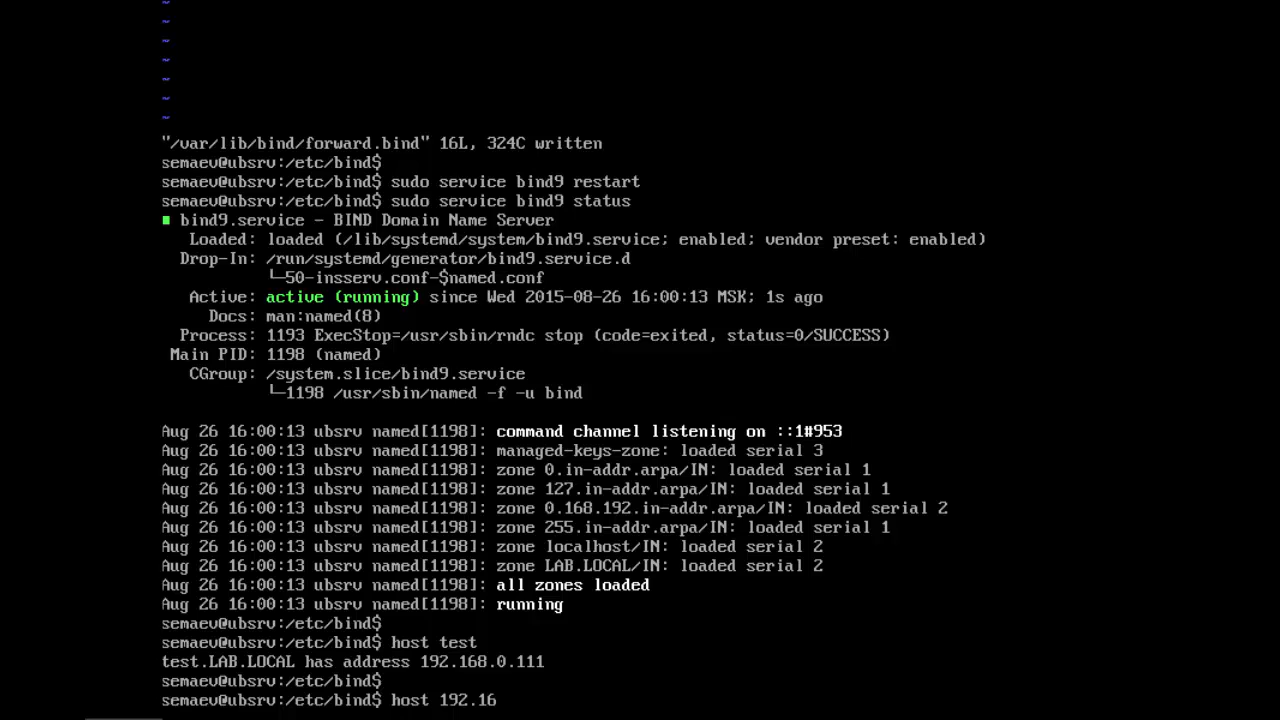 ~
~
~
~
~
~
~
"/var/lib/bind/forward.bind" 16L, 324C written
semaev@ubsrv:/etc/bind$
semaev@ubsrv:/etc/bind$ sudo service bind9 restart
semaev@ubsrv:/etc/bind$ sudo service bind9 status
■ bind9.service - BIND Domain Name Server
Loaded: loaded (/lib/systemd/system/bind9.service; enabled; vendor preset: enabled)
Drop-In: /run/systemd/generator/bind9.service.d
└─50-insserv.conf-$named.conf
Active: active (running) since Wed 2015-08-26 16:00:13 MSK; 1s ago
Docs: man:named(8)
Process: 1193 ExecStop=/usr/sbin/rndc stop (code=exited, status=0/SUCCESS)
Main PID: 1198 (named)
CGroup: /system.slice/bind9.service
└─1198 /usr/sbin/named -f -u bind
Aug 26 16:00:13 ubsrv named[1198]: command channel listening on ::1#953
Aug 26 16:00:13 ubsrv named[1198]: managed-keys-zone: loaded serial 3
Aug 26 16:00:13 ubsrv named[1198]: zone 0.in-addr.arpa/IN: loaded serial 1
Aug 26 16:00:13 ubsrv named[1198]: zone 127.in-addr.arpa/IN: loaded serial 1
Aug 26 16:00:13 ubsrv named[1198]: zone 0.168.192.in-addr.arpa/IN: loaded serial 2
Aug 26 16:00:13 ubsrv named[1198]: zone 255.in-addr.arpa/IN: loaded serial 1
Aug 26 16:00:13 ubsrv named[1198]: zone localhost/IN: loaded serial 2
Aug 26 16:00:13 ubsrv named[1198]: zone LAB.LOCAL/IN: loaded serial 2
Aug 26 16:00:13 ubsrv named[1198]: all zones loaded
Aug 26 16:00:13 ubsrv named[1198]: running
semaev@ubsrv:/etc/bind$
semaev@ubsrv:/etc/bind$ host test
test.LAB.LOCAL has address 192.168.0.111
semaev@ubsrv:/etc/bind$
semaev@ubsrv:/etc/bind$ host 192.16